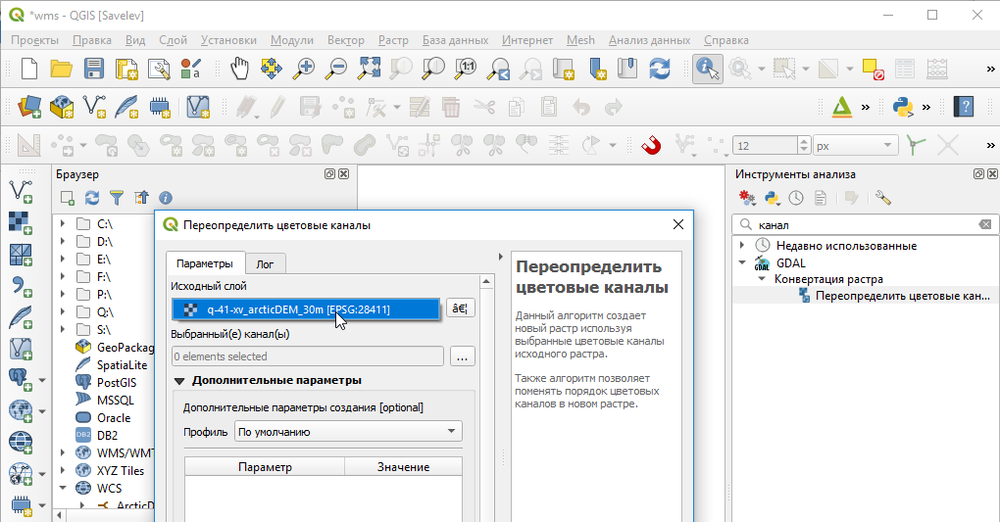 *wms - QGIS [Savelev]
Проекты Правка Вид Слой Установки Модули Вектор Растр База данных Интернет Mesh Анализ данных Справка
1:1
12 px
Браузер
C:\
D:\
E:\
F:\
P:\
Q:\
S:\
GeoPackag
SpatiaLite
PostGIS
MSSQL
Oracle
DB2 DB2
WMS/WMT
XYZ Tiles
WCS
ArcticD
Переопределить цветовые каналы
Параметры Лог
Исходный слой
q-41-xv_arcticDEM_30m [EPSG:28411] â€¦
Выбранный(е) канал(ы)
0 elements selected ...
Дополнительные параметры
Дополнительные параметры создания [optional]
Профиль По умолчанию
Параметр Значение
Переопределить
цветовые каналы
Данный алгоритм создает
новый растр используя
выбранные цветовые каналы
исходного растра.
Также алгоритм позволяет
поменять порядок цветовых
каналов в новом растре.
Инструменты анализа
канал
Недавно использованные
GDAL GDAL
Конвертация растра
Переопределить цветовые кан...